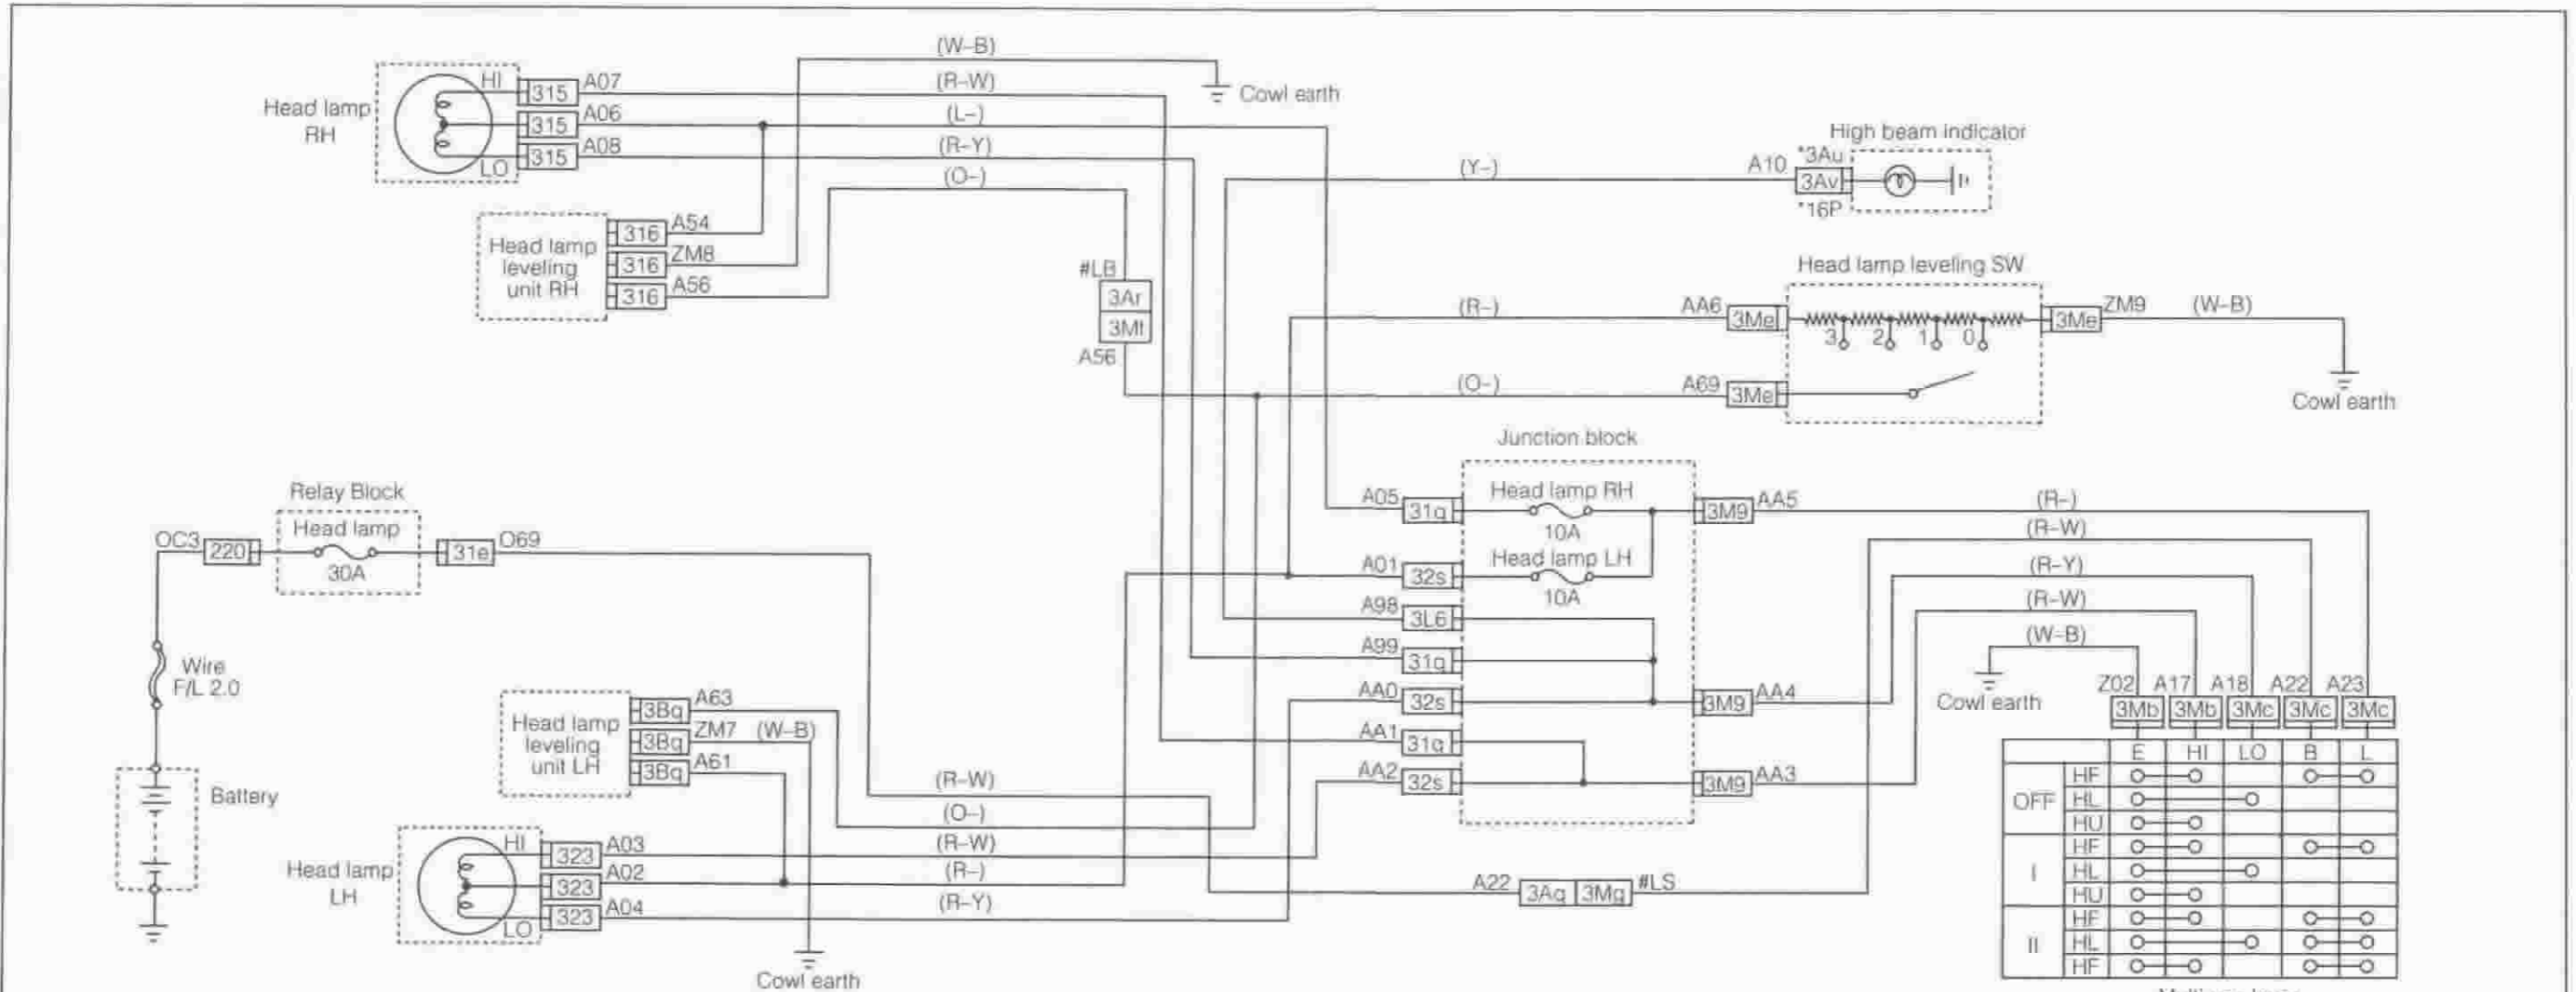 (W-B)
(R-W)
Cowl earth
(L-)
(R-Y)
(O-)
Head lamp
RH
HI
315
A07
315
A06
315
A08
LO
Head lamp
leveling
unit RH
316
A54
316
ZM8
316
A56
#LB
3Ar
A56
High beam indicator
(Y-)
A10
*3Au
3Av
*16P
Head lamp leveling SW
(R-)
AA6
3Me
3
2
1
0
3Me
ZM9
(W-B)
Cowl earth
(O-)
A69
3Me
Junction block
Relay Block
Head lamp
30A
OC3
220
31e
O69
Wire
F/L 2.0
Battery
A05
31q
Head lamp RH
10A
3M9
AA5
(R-)
A01
32s
Head lamp LH
10A
(R-W)
(R-Y)
A98
3L6
(R-W)
A99
31q
(W-B)
Cowl earth
AA0
32s
3M9
AA4
AA1
31q
AA2
32s
3M9
AA3
Head lamp
leveling
unit LH
3Bq
A63
3Bq
ZM7
(W-B)
3Bq
A61
(R-W)
(O-)
(R-W)
(R-)
(R-Y)
Head lamp
LH
HI
323
A03
323
A02
323
A04
LO
Cowl earth
A22
3Ag
3Mg
#LS
Z02
A17
A18
A22
A23
3Mb
3Mb
3Mc
3Mc
3Mc
E
HI
LO
B
L
OFF
HF
HL
HU
I
HF
HL
HU
II
HF
HL
HF